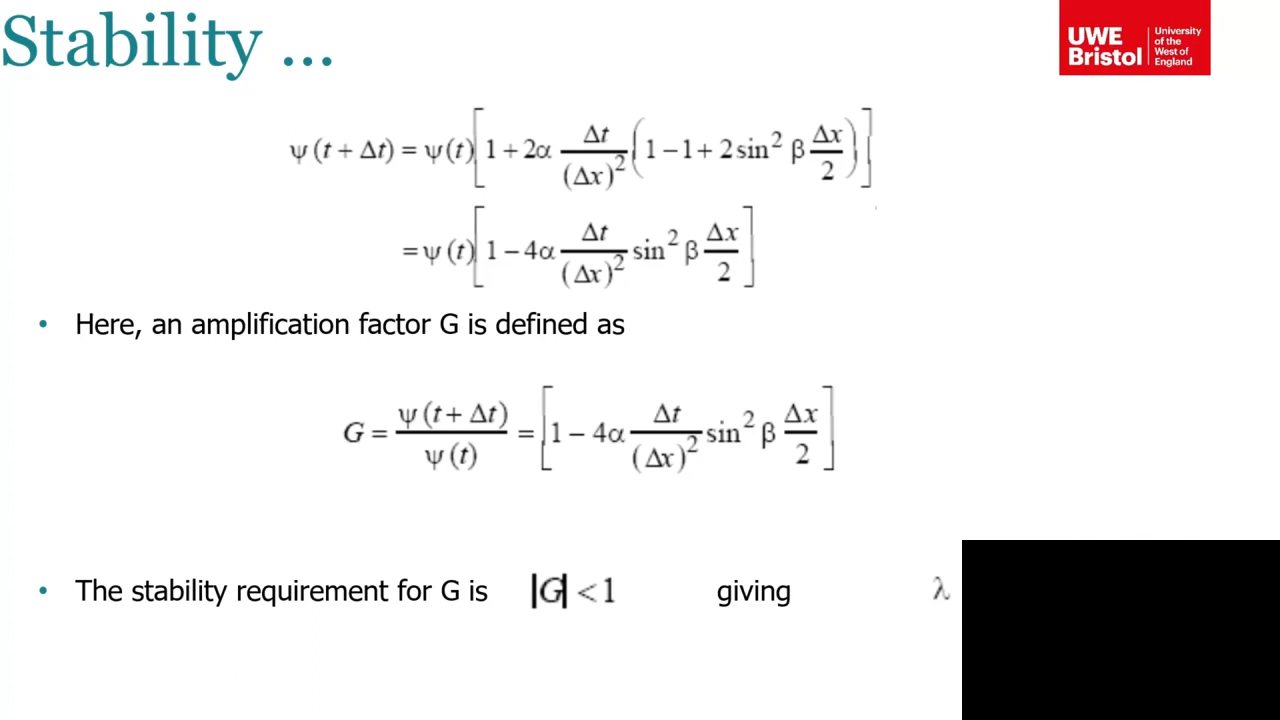 Stability ...
UWE Bristol | University of the West of England
ψ (t + Δt) = ψ(t)[1 + 2α Δt/(Δx)² (1 − 1 + 2 sin² β Δx/2)]
= ψ (t)[1 − 4α Δt/(Δx)² sin² β Δx/2]
• Here, an amplification factor G is defined as
G = ψ (t + Δt)/ψ (t) = [1 − 4α Δt/(Δx)² sin² β Δx/2]
• The stability requirement for G is |G| < 1 giving λ